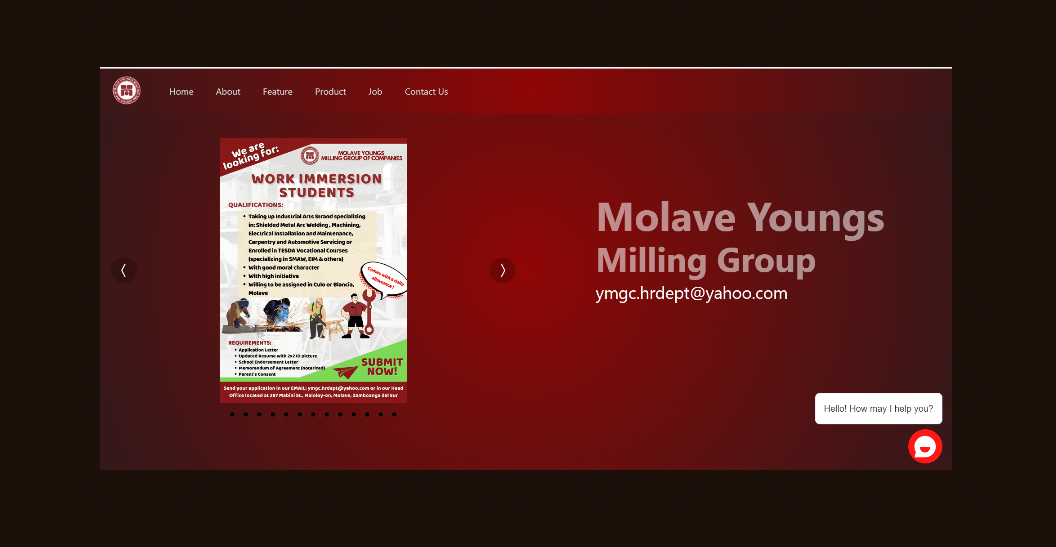 Home About Feature Product Job Contact Us
We are
looking for:
MOLAVE YOUNGS
MILLING GROUP OF COMPANIES
WORK IMMERSION
STUDENTS
QUALIFICATIONS:
• Taking up Industrial Arts Strand specializing
in: Shielded Metal Arc Welding, Machining,
Electrical Installation and Maintenance,
Carpentry and Automotive Servicing or
Enrolled in TESDA Vocational Courses
(specializing in SMAW, EIM & others)
• With good moral character
• With high initiative
• Willing to be assigned in Culo or Blancia,
Molave
Comes with a daily
allowance!
REQUIREMENTS:
• Application Letter
• Updated Resume with 2x2 ID picture
• School Endorsement Letter
• Memorandum of Agreement (notarized)
• Parent's Consent
SUBMIT
NOW!
Send your application in our EMAIL: ymgc.hrdept@yahoo.com or in our Head
Office located at 287 Mabini St., Maloloy-on, Molave, Zamboanga del Sur
Molave Youngs
Milling Group
ymgc.hrdept@yahoo.com
Hello! How may I help you?